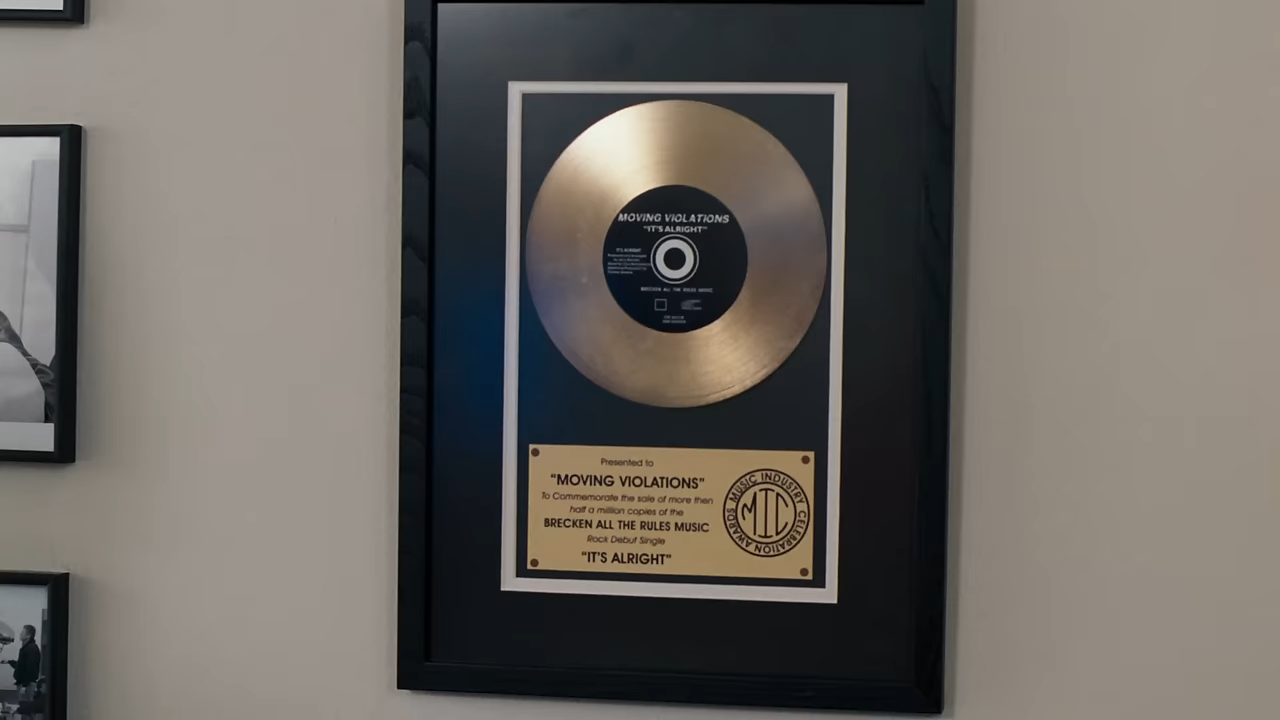 MOVING VIOLATIONS
"IT'S ALRIGHT"
IT'S ALRIGHT
BRECKEN ALL THE RULES MUSIC
Presented to
"MOVING VIOLATIONS"
To Commemorate the sale of more then
half a million copies of the
BRECKEN ALL THE RULES MUSIC
Rock Debut Single
"IT'S ALRIGHT"
MUSIC INDUSTRY CELEBRATION AWARDS
MIC